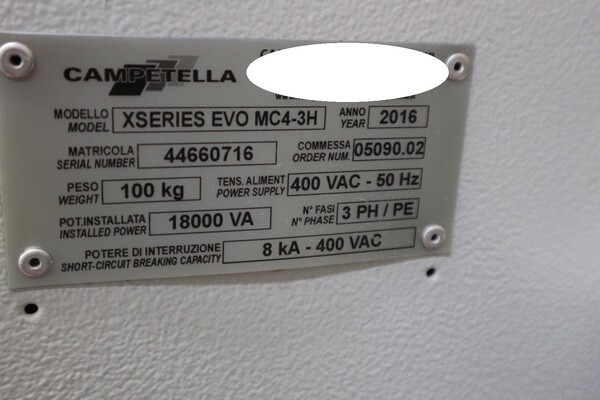 CAMPETELLA
MODELLO XSERIES EVO MC4-3H ANNO 2016
MODEL YEAR
MATRICOLA 44660716 COMMESSA 05090.02
SERIAL NUMBER ORDER NUM.
PESO 100 kg TENS. ALIMENT 400 VAC - 50 Hz
WEIGHT POWER SUPPLY
POT.INSTALLATA 18000 VA N° FASI 3 PH / PE
INSTALLED POWER N° PHASE
POTERE DI INTERRUZIONE 8 kA - 400 VAC
SHORT-CIRCUIT BREAKING CAPACITY